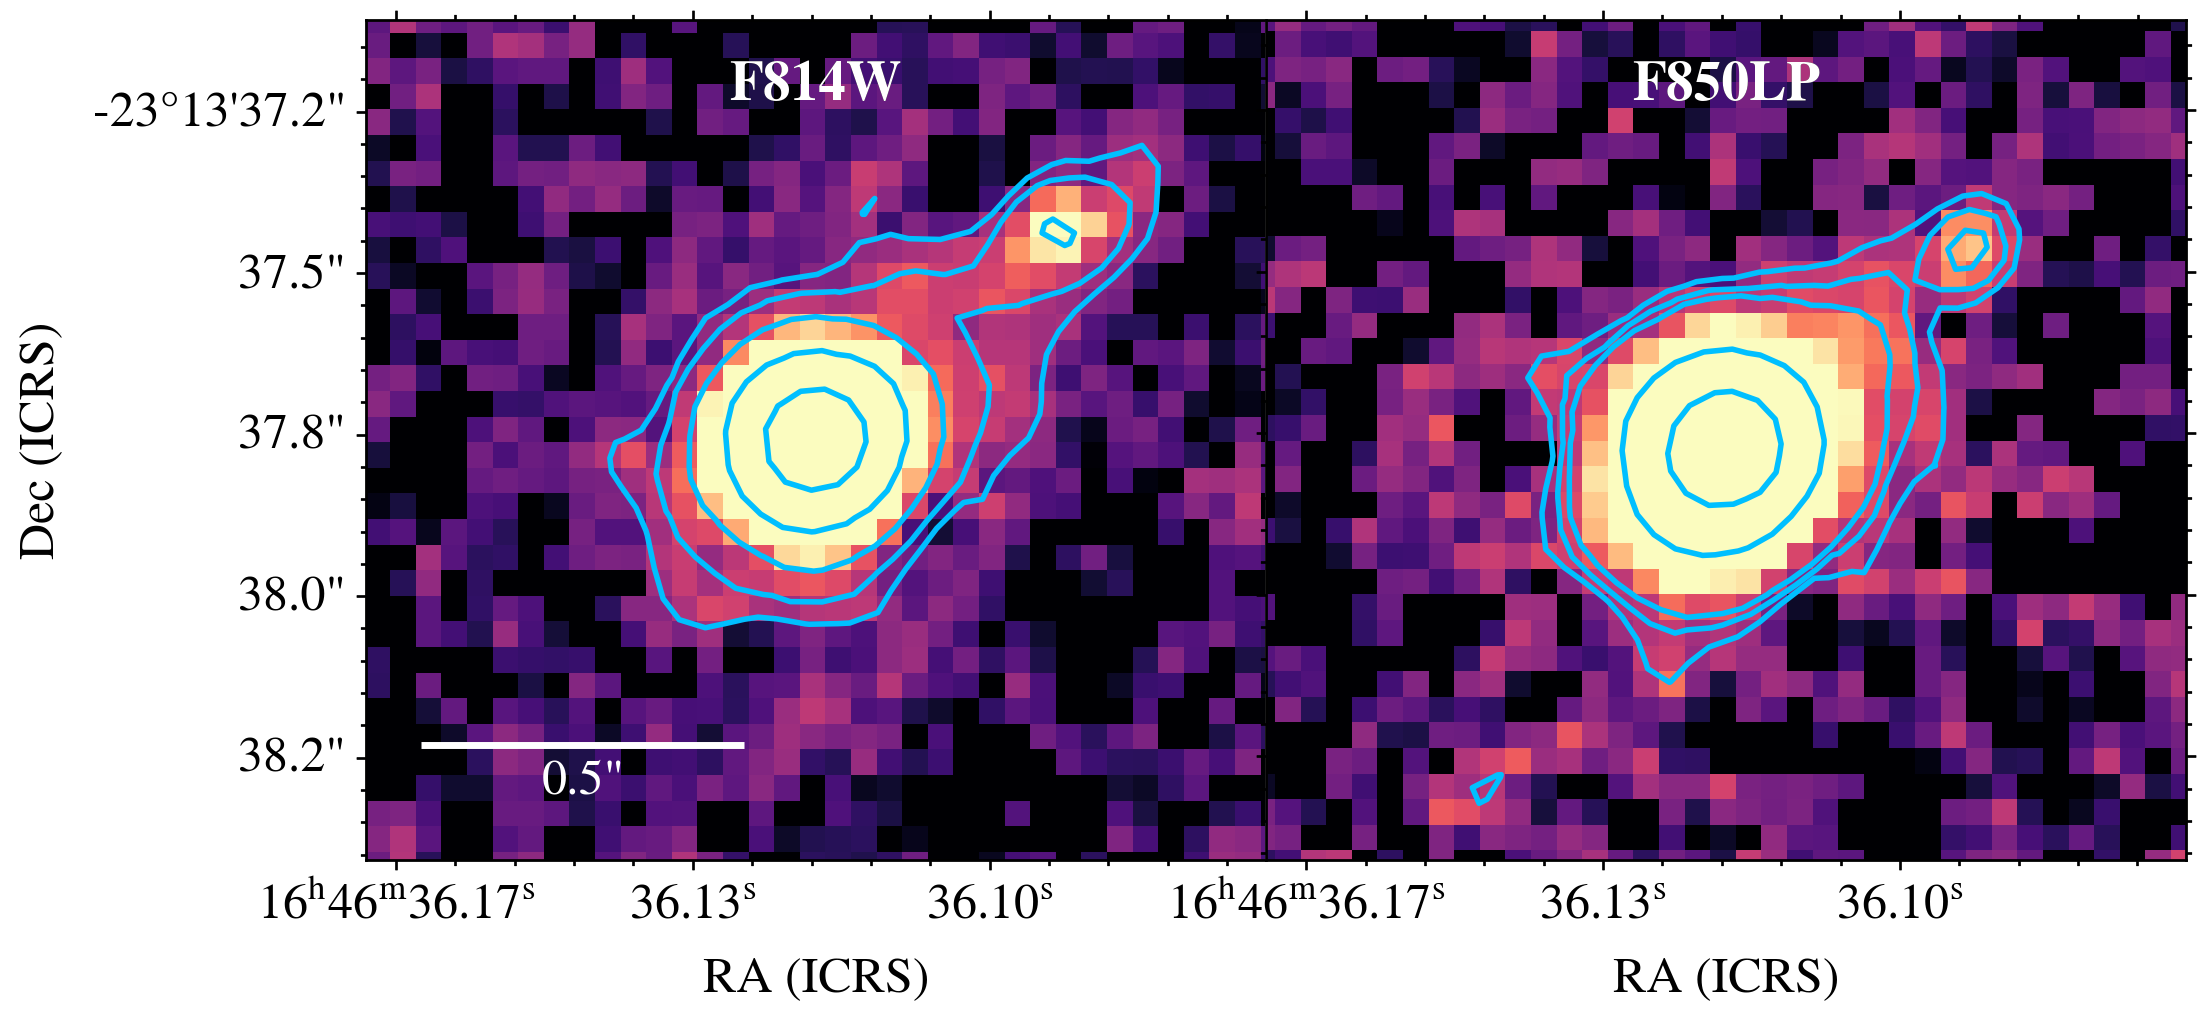 F814W
F850LP
-23°13'37.2"
37.5"
37.8"
38.0"
38.2"
Dec (ICRS)
0.5"
16ʰ46ᵐ36.17ˢ
36.13ˢ
36.10ˢ
16ʰ46ᵐ36.17ˢ
36.13ˢ
36.10ˢ
RA (ICRS)
RA (ICRS)